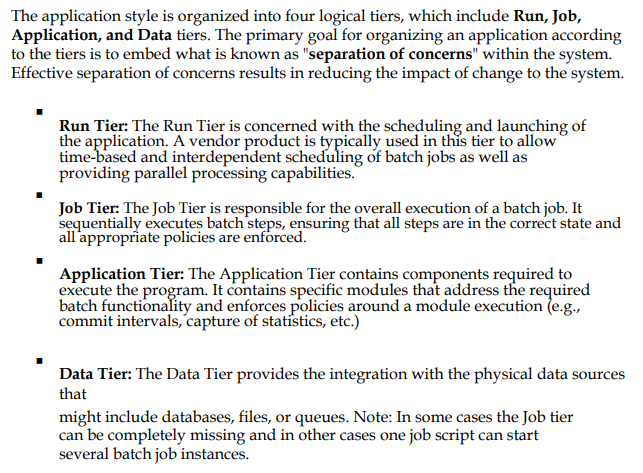 The application style is organized into four logical tiers, which include Run, Job,
Application, and Data tiers. The primary goal for organizing an application according
to the tiers is to embed what is known as "separation of concerns" within the system.
Effective separation of concerns results in reducing the impact of change to the system.
▪
Run Tier: The Run Tier is concerned with the scheduling and launching of
the application. A vendor product is typically used in this tier to allow
time-based and interdependent scheduling of batch jobs as well as
providing parallel processing capabilities.
▪
Job Tier: The Job Tier is responsible for the overall execution of a batch job. It
sequentially executes batch steps, ensuring that all steps are in the correct state and
all appropriate policies are enforced.
▪
Application Tier: The Application Tier contains components required to
execute the program. It contains specific modules that address the required
batch functionality and enforces policies around a module execution (e.g.,
commit intervals, capture of statistics, etc.)
▪
Data Tier: The Data Tier provides the integration with the physical data sources
that
might include databases, files, or queues. Note: In some cases the Job tier
can be completely missing and in other cases one job script can start
several batch job instances.